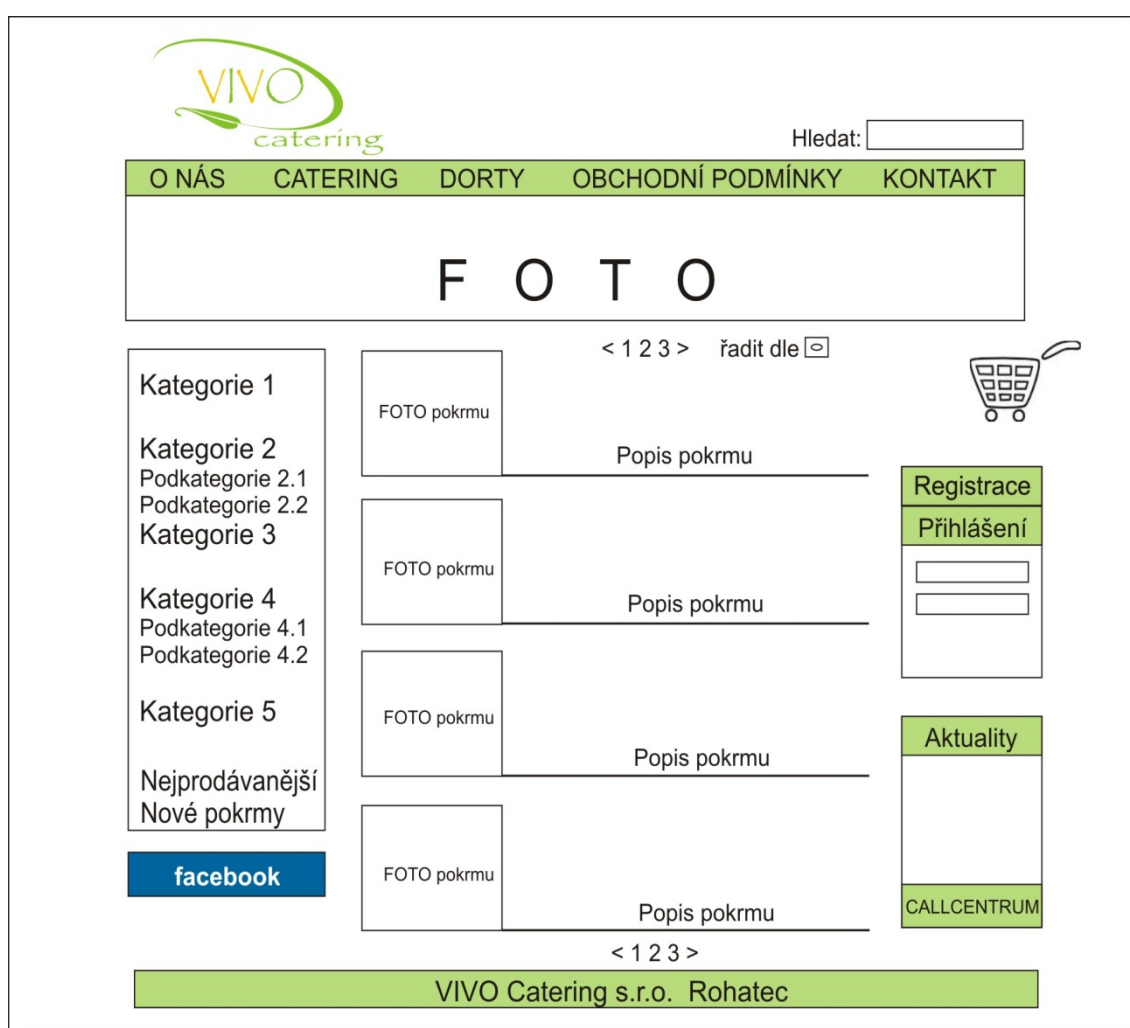 VIVO
catering
Hledat:
O NÁS CATERING DORTY OBCHODNÍ PODMÍNKY KONTAKT
F O T O
< 1 2 3 > řadit dle
Kategorie 1
Kategorie 2
Podkategorie 2.1
Podkategorie 2.2
Kategorie 3
Kategorie 4
Podkategorie 4.1
Podkategorie 4.2
Kategorie 5
Nejprodávanější
Nové pokrmy
facebook
FOTO pokrmu
Popis pokrmu
FOTO pokrmu
Popis pokrmu
FOTO pokrmu
Popis pokrmu
FOTO pokrmu
Popis pokrmu
< 1 2 3 >
Registrace
Přihlášení
Aktuality
CALLCENTRUM
VIVO Catering s.r.o. Rohatec